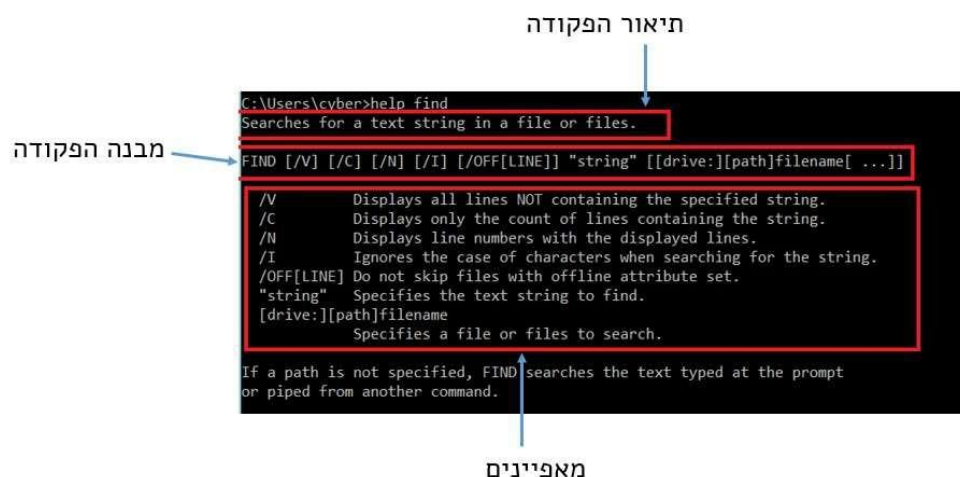 תיאור הפקודה
C:\Users\cyber>help find
Searches for a text string in a file or files.
מבנה הפקודה
FIND [/V] [/C] [/N] [/I] [/OFF[LINE]] "string" [[drive:][path]filename[ ...]]
/V Displays all lines NOT containing the specified string.
/C Displays only the count of lines containing the string.
/N Displays line numbers with the displayed lines.
/I Ignores the case of characters when searching for the string.
/OFF[LINE] Do not skip files with offline attribute set.
"string" Specifies the text string to find.
[drive:][path]filename
Specifies a file or files to search.
If a path is not specified, FIND searches the text typed at the prompt
or piped from another command.
מאפיינים